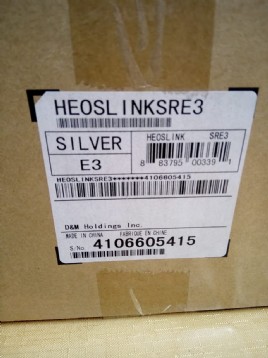 HEOSLINKSRE3
SILVER
E3
HEOSLINK SRE3
8 83795 00339 1
HEOSLINKSRE3*******4106605415
D&M Holdings Inc.
MADE IN CHINA FABRIQUE EN CHINE
S.No. 4106605415